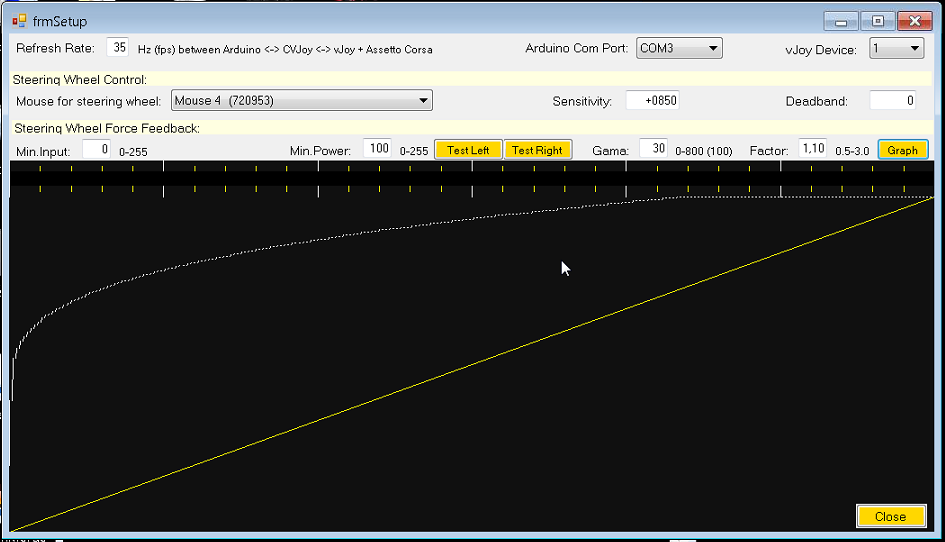 frmSetup
Refresh Rate: 35 Hz (fps) between Arduino <-> CVJoy <-> vJoy + Assetto Corsa Arduino Com Port: COM3 vJoy Device: 1
Steering Wheel Control:
Mouse for steering wheel: Mouse 4 (720953) Sensitivity: +0850 Deadband: 0
Steering Wheel Force Feedback:
Min.Input: 0 0-255 Min.Power: 100 0-255 Test Left Test Right Gama: 30 0-800 (100) Factor: 1,10 0.5-3.0 Graph
Close